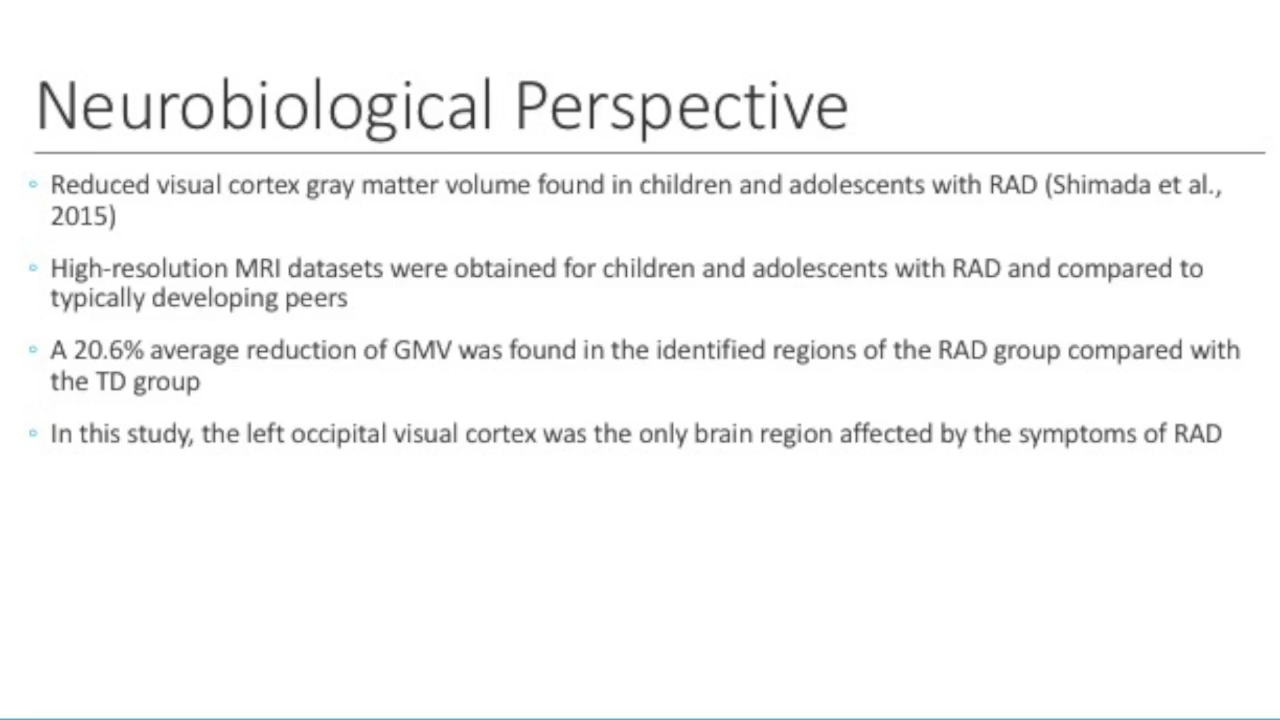 Neurobiological Perspective
◦ Reduced visual cortex gray matter volume found in children and adolescents with RAD (Shimada et al.,
2015)
◦ High-resolution MRI datasets were obtained for children and adolescents with RAD and compared to
typically developing peers
◦ A 20.6% average reduction of GMV was found in the identified regions of the RAD group compared with
the TD group
◦ In this study, the left occipital visual cortex was the only brain region affected by the symptoms of RAD